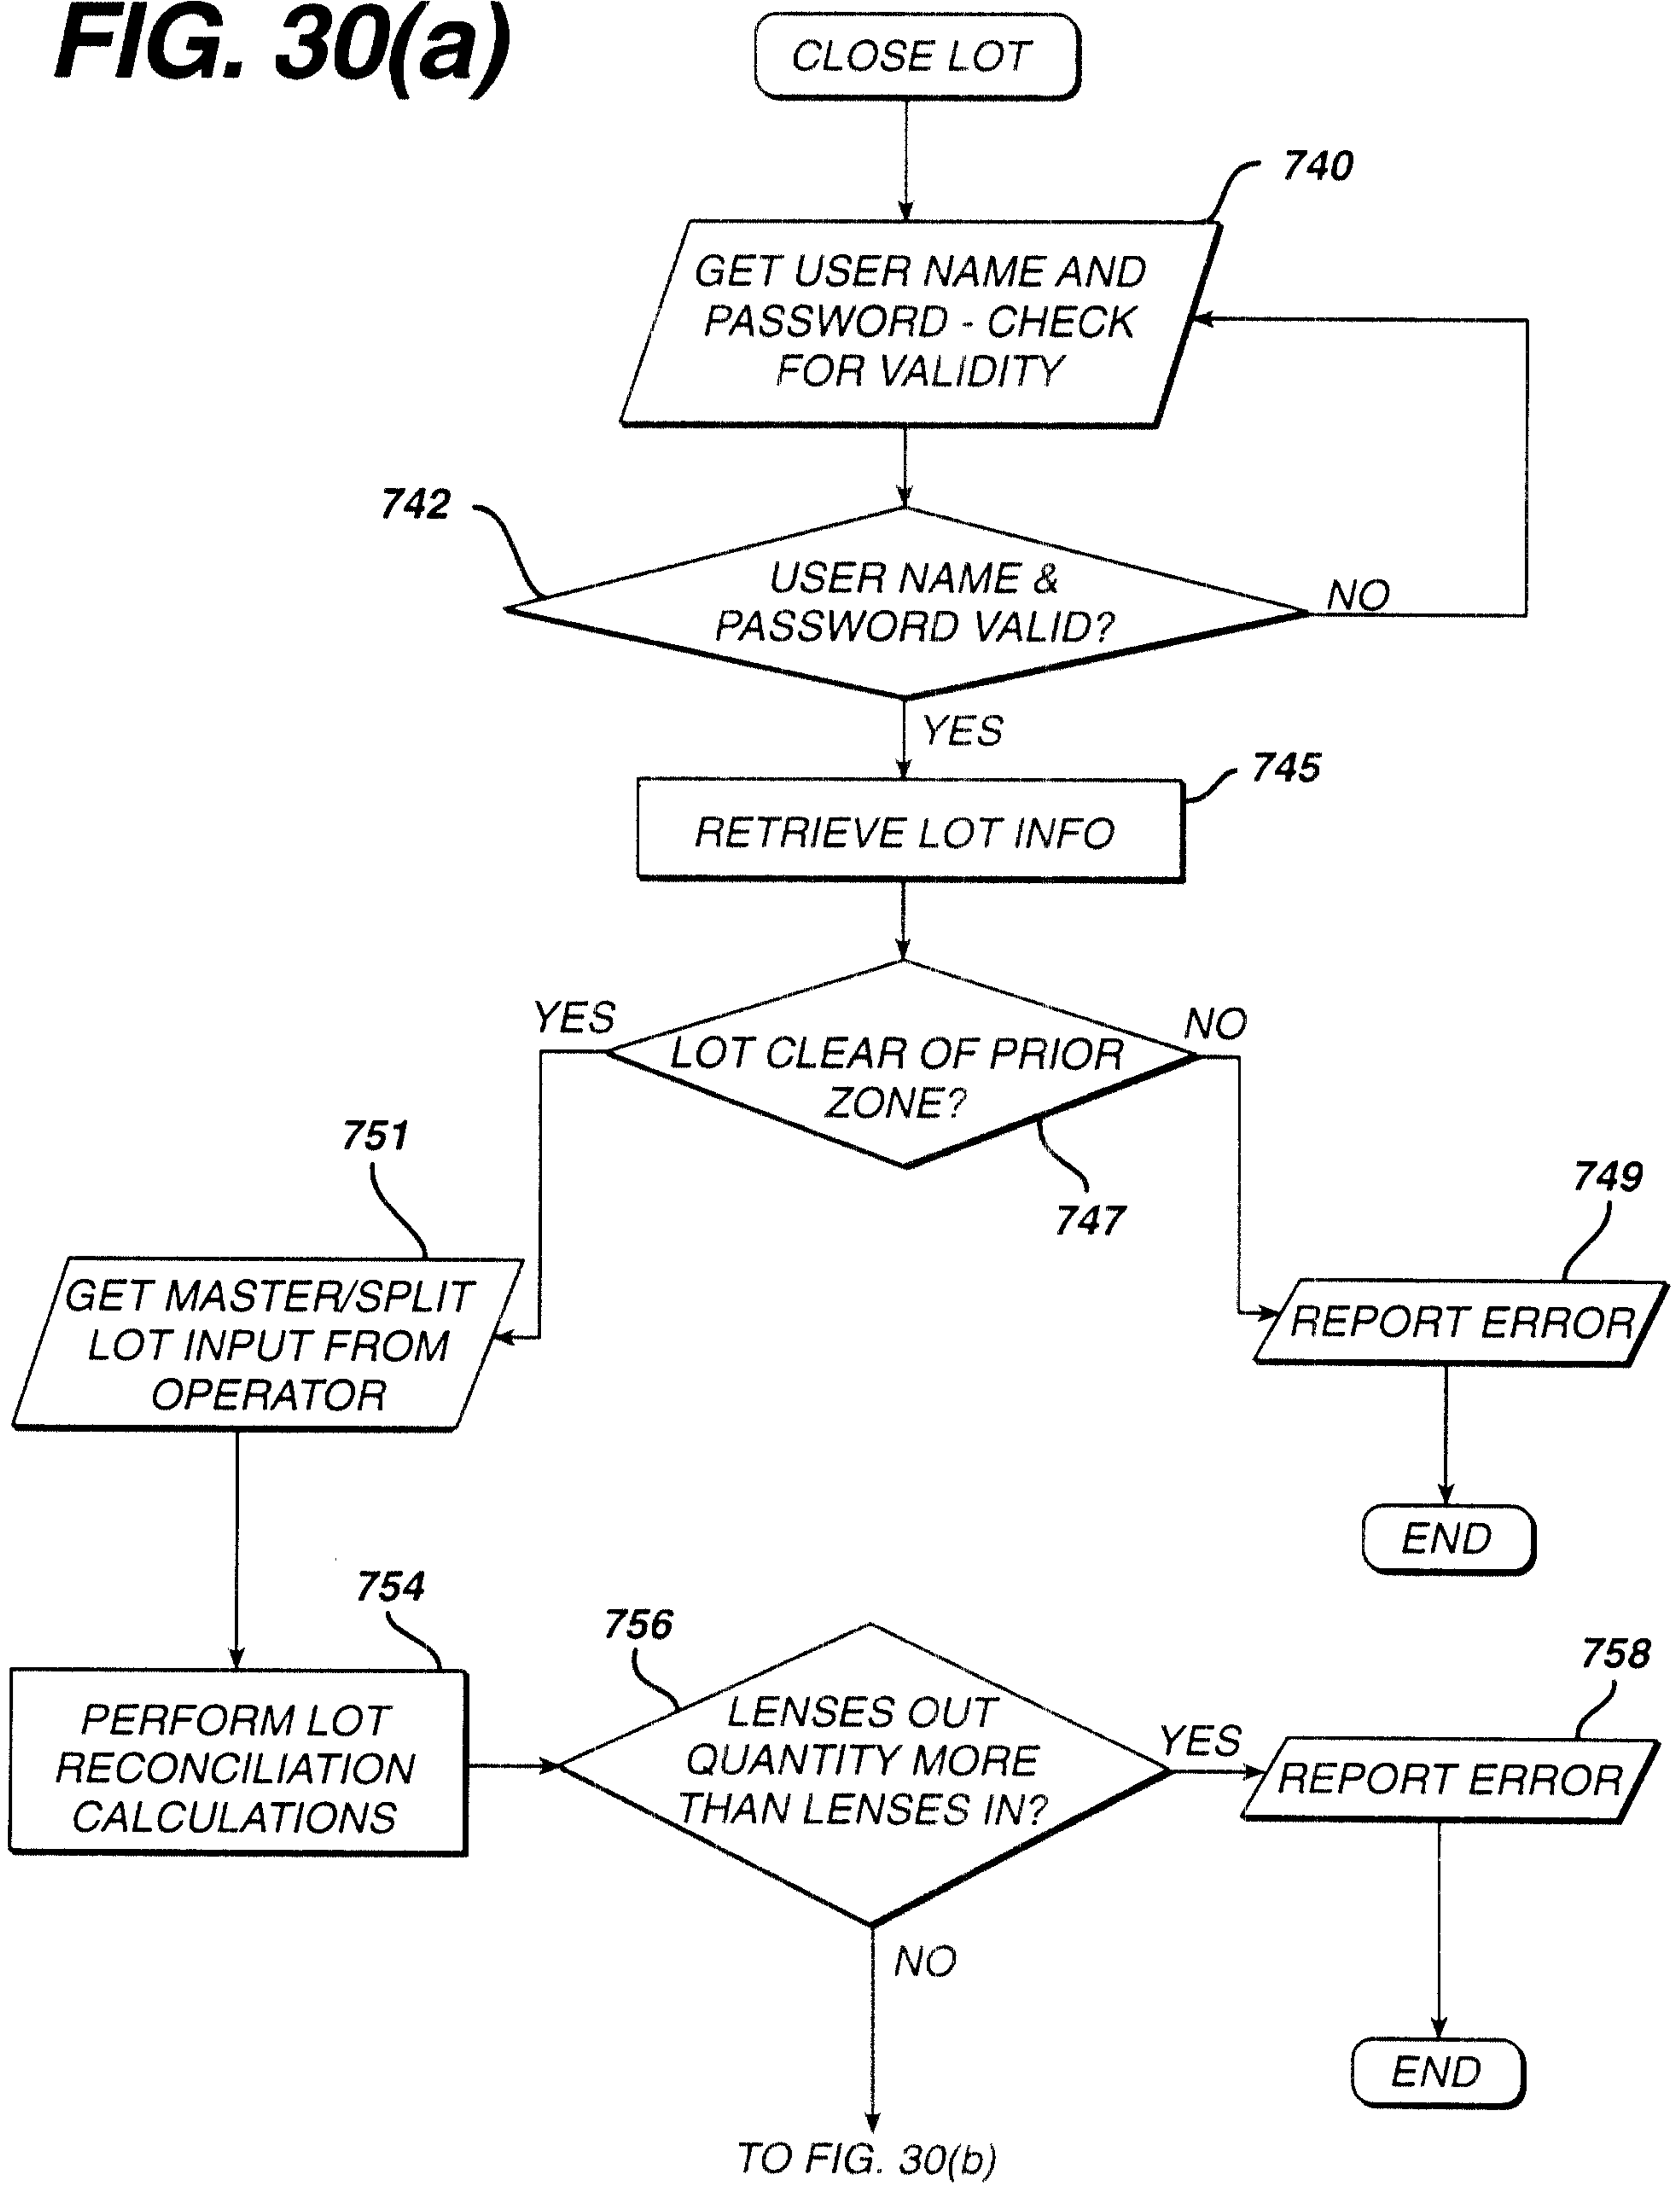 FIG. 30(a)
CLOSE LOT
740
GET USER NAME AND
PASSWORD - CHECK
FOR VALIDITY
742
USER NAME &
PASSWORD VALID?
NO
YES
745
RETRIEVE LOT INFO
YES
NO
LOT CLEAR OF PRIOR
ZONE?
747
751
749
GET MASTER/SPLIT
LOT INPUT FROM
OPERATOR
REPORT ERROR
END
754
756
758
PERFORM LOT
RECONCILIATION
CALCULATIONS
LENSES OUT
QUANTITY MORE
THAN LENSES IN?
YES
REPORT ERROR
NO
END
TO FIG. 30(b)